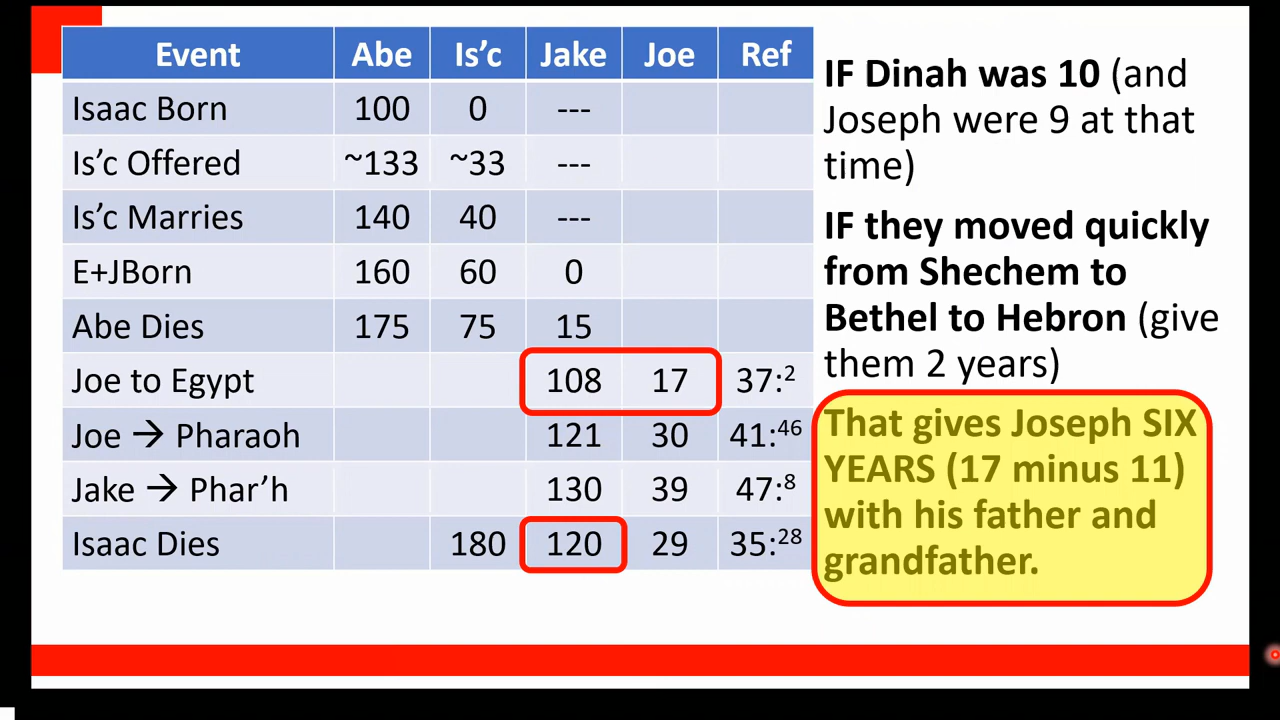 Event Abe Is’c Jake Joe Ref
Isaac Born 100 0 ---
Is’c Offered ~133 ~33 ---
Is’c Marries 140 40 ---
E+JBorn 160 60 0
Abe Dies 175 75 15
Joe to Egypt 108 17 37:2
Joe → Pharaoh 121 30 41:46
Jake → Phar’h 130 39 47:8
Isaac Dies 180 120 29 35:28
IF Dinah was 10 (and
Joseph were 9 at that
time)
IF they moved quickly
from Shechem to
Bethel to Hebron (give
them 2 years)
That gives Joseph SIX
YEARS (17 minus 11)
with his father and
grandfather.